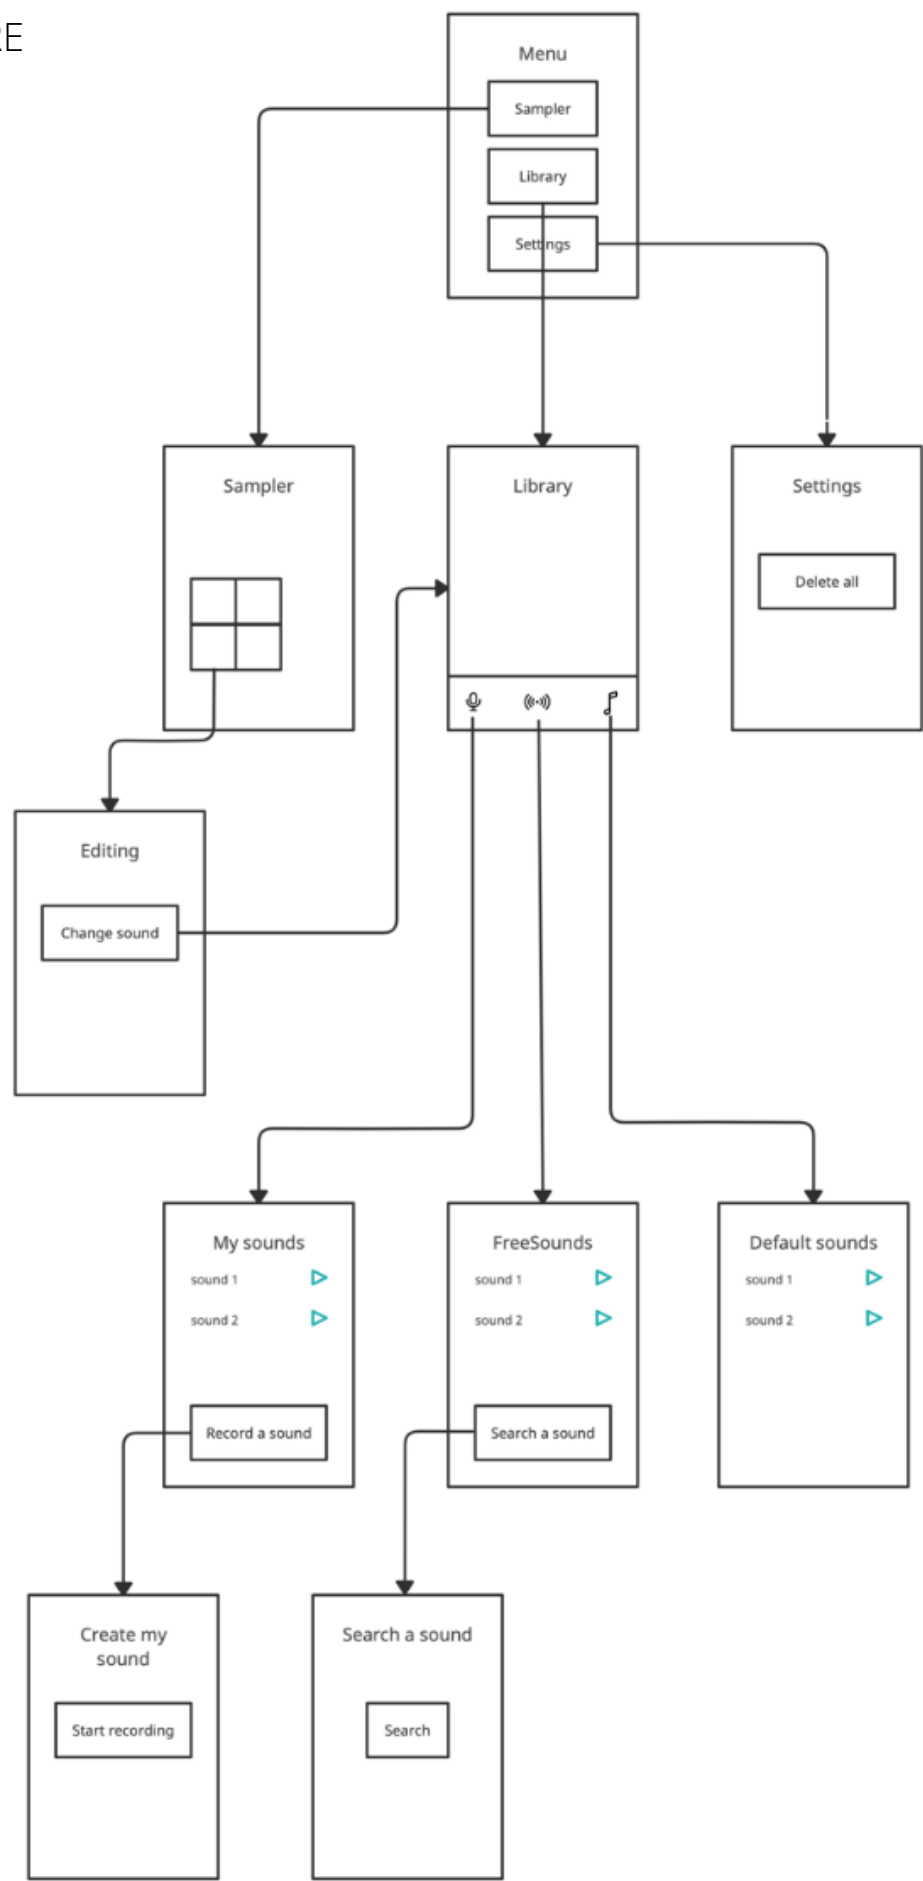 RE
Menu
Sampler
Library
Settings
Sampler
Library
Settings
Delete all
Editing
Change sound
My sounds
sound 1
sound 2
Record a sound
FreeSounds
sound 1
sound 2
Search a sound
Default sounds
sound 1
sound 2
Create my
sound
Start recording
Search a sound
Search